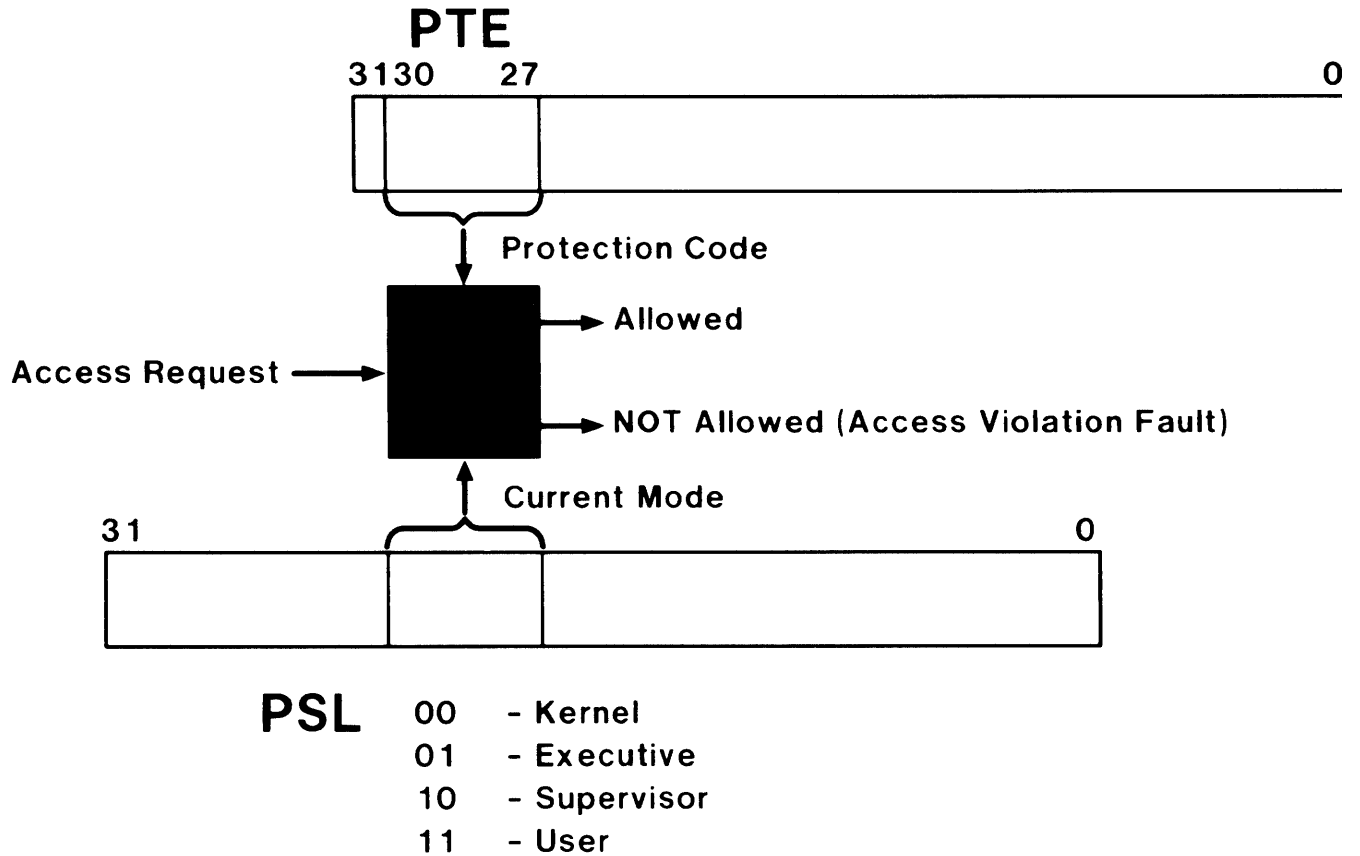 PTE
31 30 27 0
Protection Code
Allowed
Access Request
NOT Allowed (Access Violation Fault)
Current Mode
31 0
PSL 00 - Kernel
01 - Executive
10 - Supervisor
11 - User